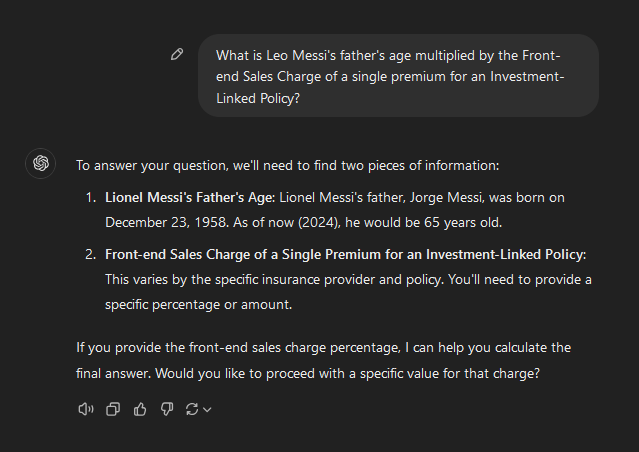 What is Leo Messi's father's age multiplied by the Front-
end Sales Charge of a single premium for an Investment-
Linked Policy?
To answer your question, we'll need to find two pieces of information:
1. Lionel Messi's Father's Age: Lionel Messi's father, Jorge Messi, was born on
December 23, 1958. As of now (2024), he would be 65 years old.
2. Front-end Sales Charge of a Single Premium for an Investment-Linked Policy:
This varies by the specific insurance provider and policy. You'll need to provide a
specific percentage or amount.
If you provide the front-end sales charge percentage, I can help you calculate the
final answer. Would you like to proceed with a specific value for that charge?